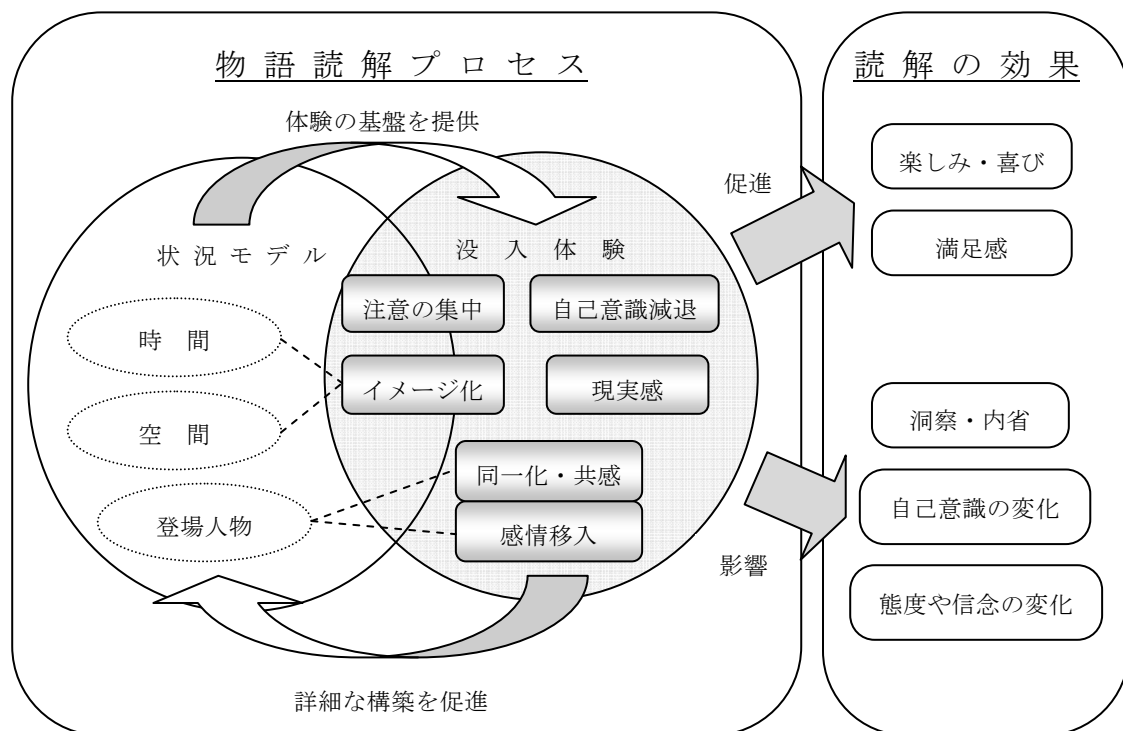 物語読解プロセス
読解の効果
体験の基盤を提供
楽しみ・喜び
促進
満足感
状況モデル
没入体験
注意の集中
自己意識減退
時間
イメージ化
現実感
空間
洞察・内省
同一化・共感
登場人物
感情移入
自己意識の変化
影響
態度や信念の変化
詳細な構築を促進